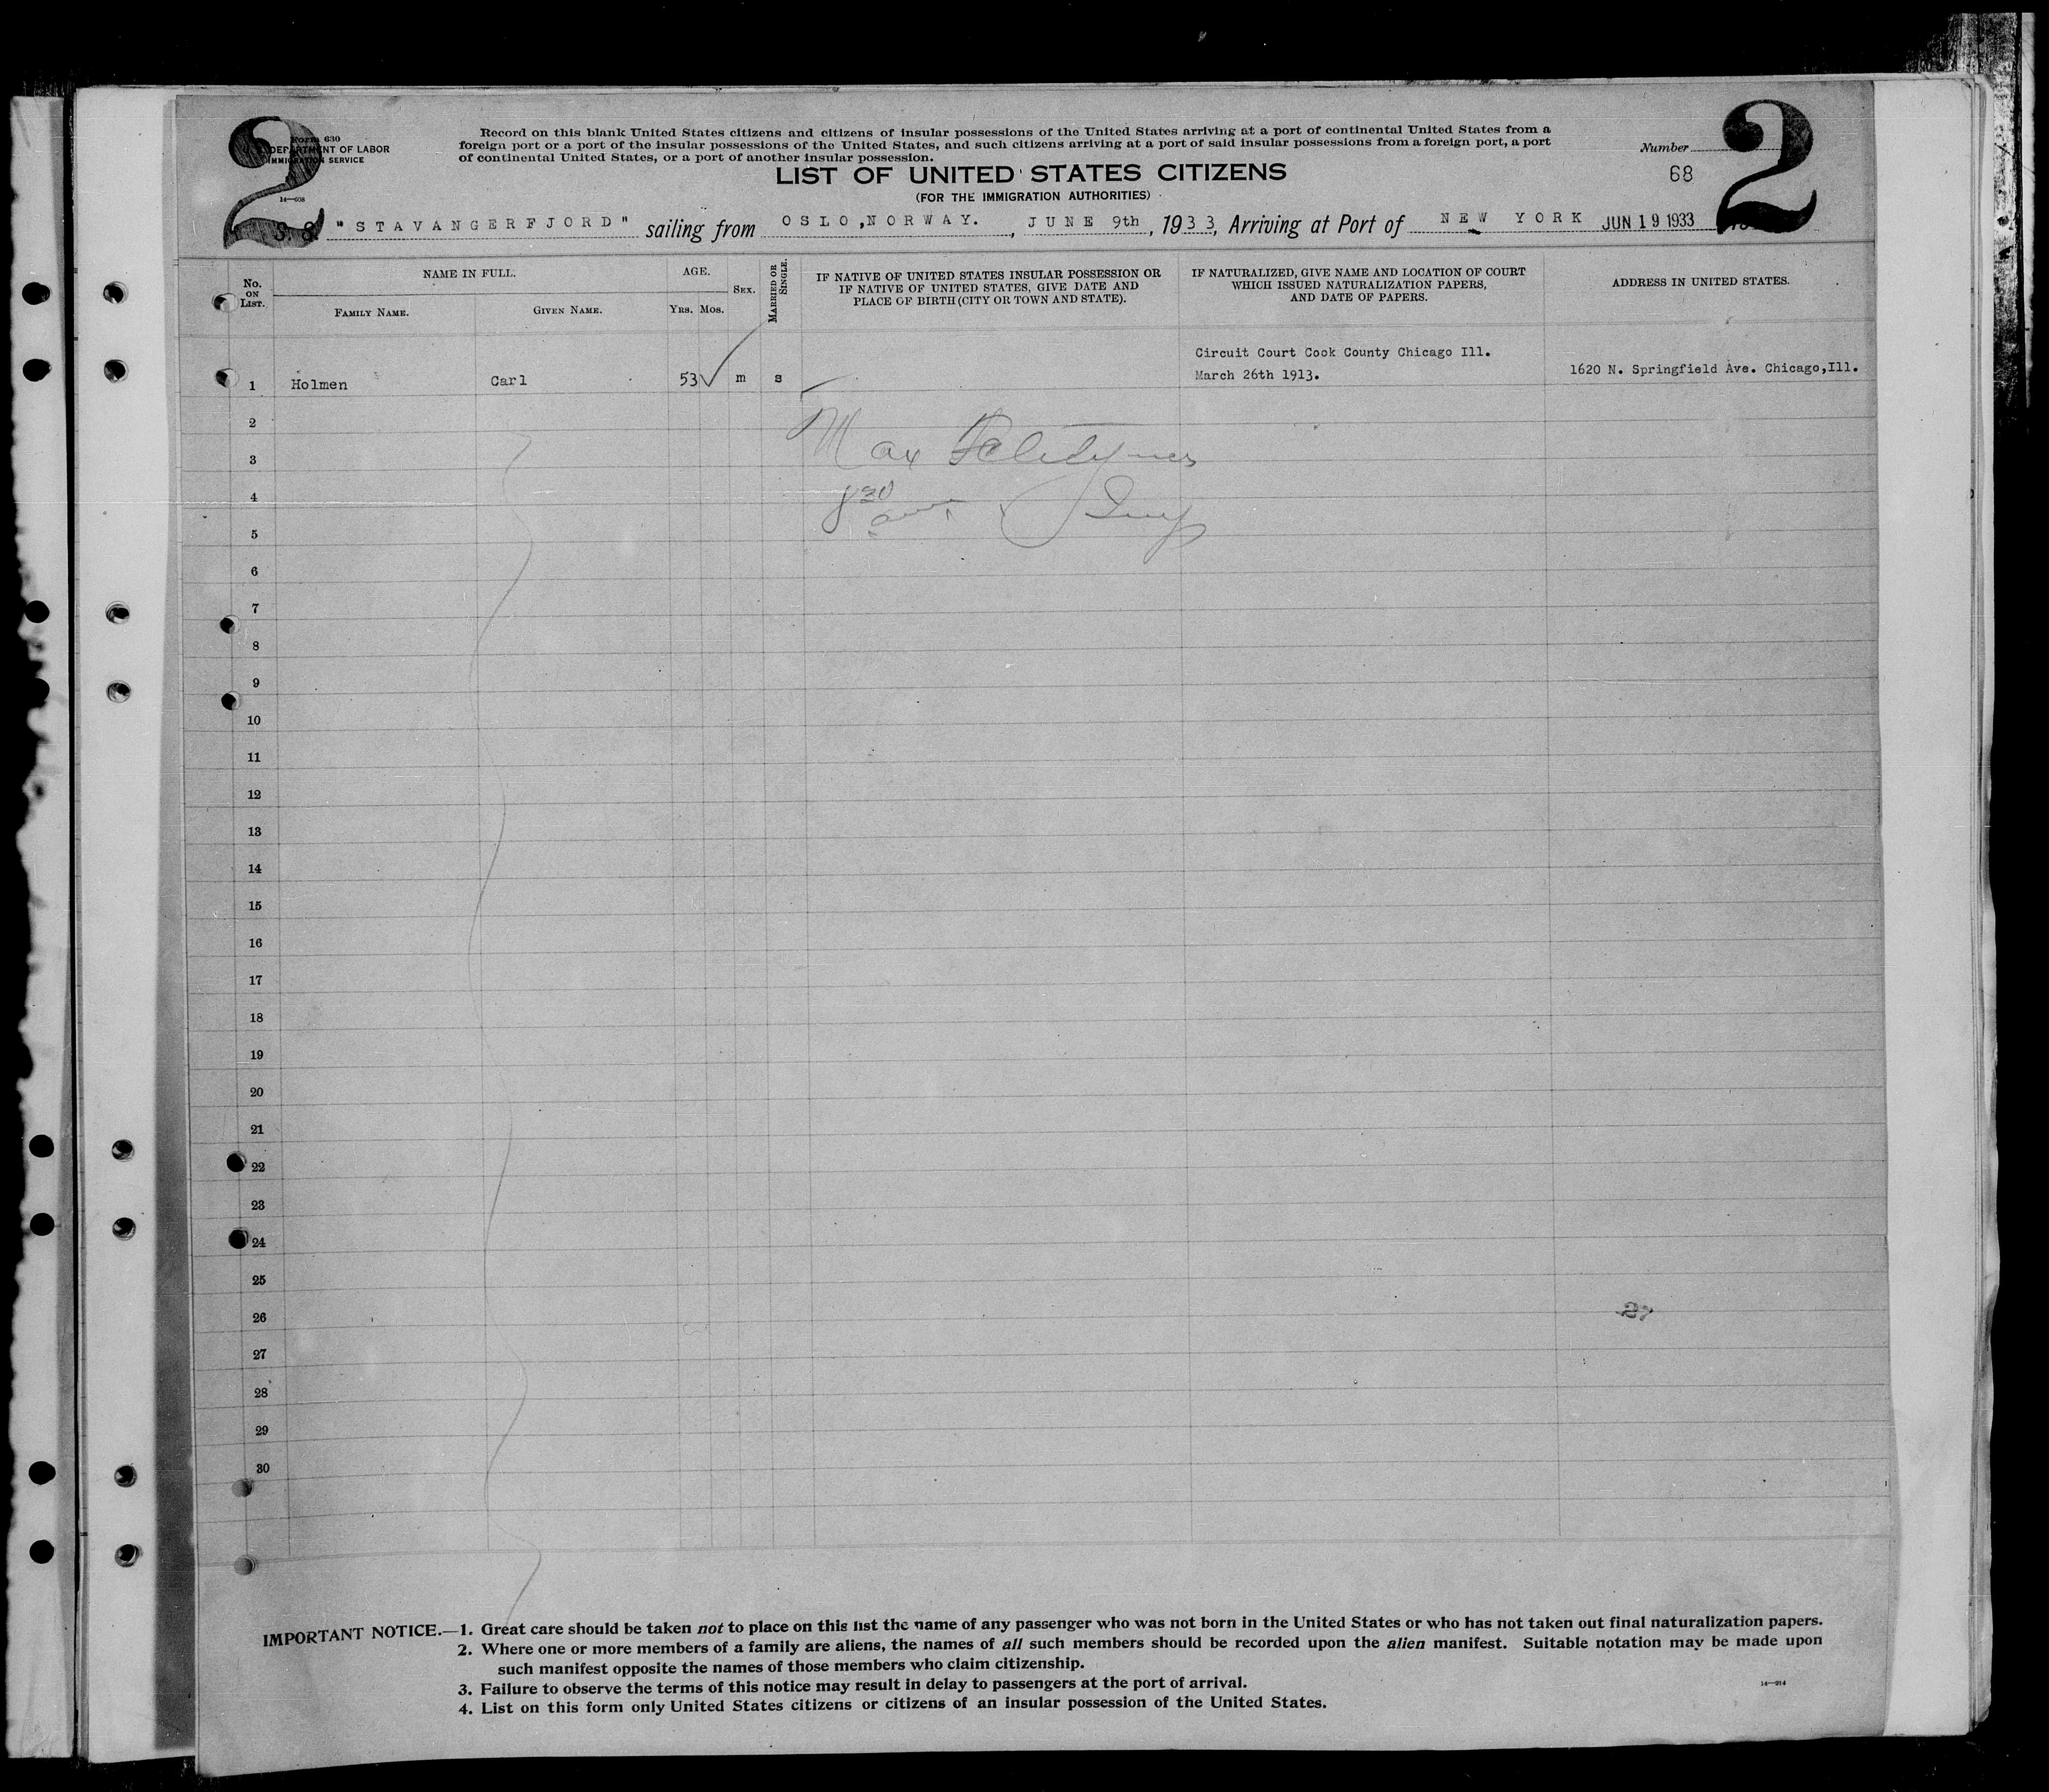 2 2
Form 630
U. S. DEPARTMENT OF LABOR
IMMIGRATION SERVICE
14—608
Record on this blank United States citizens and citizens of insular possessions of the United States arriving at a port of continental United States from a
foreign port or a port of the insular possessions of the United States, and such citizens arriving at a port of said insular possessions from a foreign port, a port
of continental United States, or a port of another insular possession.
Number
68
LIST OF UNITED STATES CITIZENS
(FOR THE IMMIGRATION AUTHORITIES)
S. S. "STAVANGERFJORD" sailing from OSLO,NORWAY. , JUNE 9th , 1933, Arriving at Port of NEW YORK JUN 19 1933
No. ON LIST.
NAME IN FULL.
FAMILY NAME.
GIVEN NAME.
AGE.
YRS. MOS.
SEX.
MARRIED OR SINGLE.
IF NATIVE OF UNITED STATES INSULAR POSSESSION OR
IF NATIVE OF UNITED STATES, GIVE DATE AND
PLACE OF BIRTH (CITY OR TOWN AND STATE).
IF NATURALIZED, GIVE NAME AND LOCATION OF COURT
WHICH ISSUED NATURALIZATION PAPERS,
AND DATE OF PAPERS.
ADDRESS IN UNITED STATES.
Circuit Court Cook County Chicago Ill.
1 Holmen Carl 53 m s March 26th 1913. 1620 N. Springfield Ave. Chicago,Ill.
2
Max
3
4
830
5
6
7
8
9
10
11
12
13
14
15
16
17
18
19
20
21
22
23
24
25
26
27
28
29
30
IMPORTANT NOTICE.—1. Great care should be taken not to place on this list the name of any passenger who was not born in the United States or who has not taken out final naturalization papers.
2. Where one or more members of a family are aliens, the names of all such members should be recorded upon the alien manifest. Suitable notation may be made upon
such manifest opposite the names of those members who claim citizenship.
3. Failure to observe the terms of this notice may result in delay to passengers at the port of arrival.
14—214
4. List on this form only United States citizens or citizens of an insular possession of the United States.